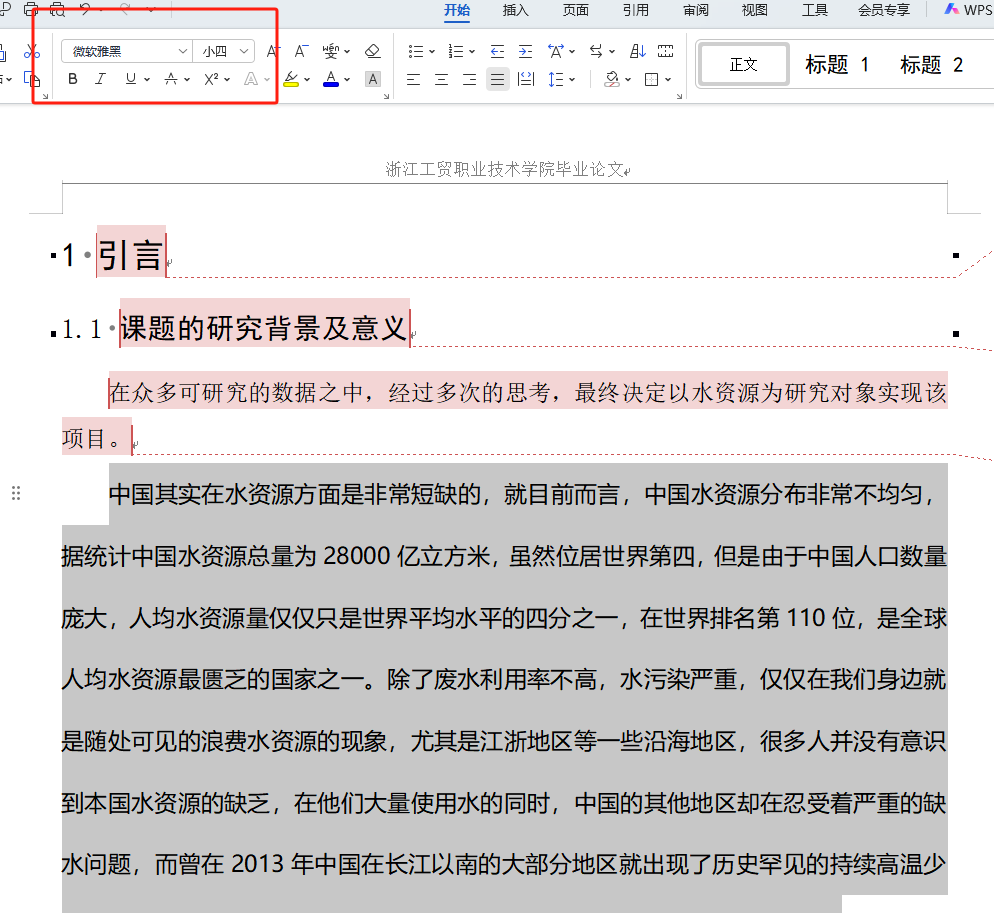 开始 插入 页面 引用 审阅 视图 工具 会员专享 WPS
微软雅黑 小四 A+ A-
B I U A X² A A A
正文 标题 1 标题 2
浙江工贸职业技术学院毕业论文
1 引言
1.1 课题的研究背景及意义
在众多可研究的数据之中，经过多次的思考，最终决定以水资源为研究对象实现该
项目。
中国其实在水资源方面是非常短缺的，就目前而言，中国水资源分布非常不均匀，
据统计中国水资源总量为 28000 亿立方米，虽然位居世界第四，但是由于中国人口数量
庞大，人均水资源量仅仅只是世界平均水平的四分之一，在世界排名第 110 位，是全球
人均水资源最匮乏的国家之一。除了废水利用率不高，水污染严重，仅仅在我们身边就
是随处可见的浪费水资源的现象，尤其是江浙地区等一些沿海地区，很多人并没有意识
到本国水资源的缺乏，在他们大量使用水的同时，中国的其他地区却在忍受着严重的缺
水问题，而曾在 2013 年中国在长江以南的大部分地区就出现了历史罕见的持续高温少